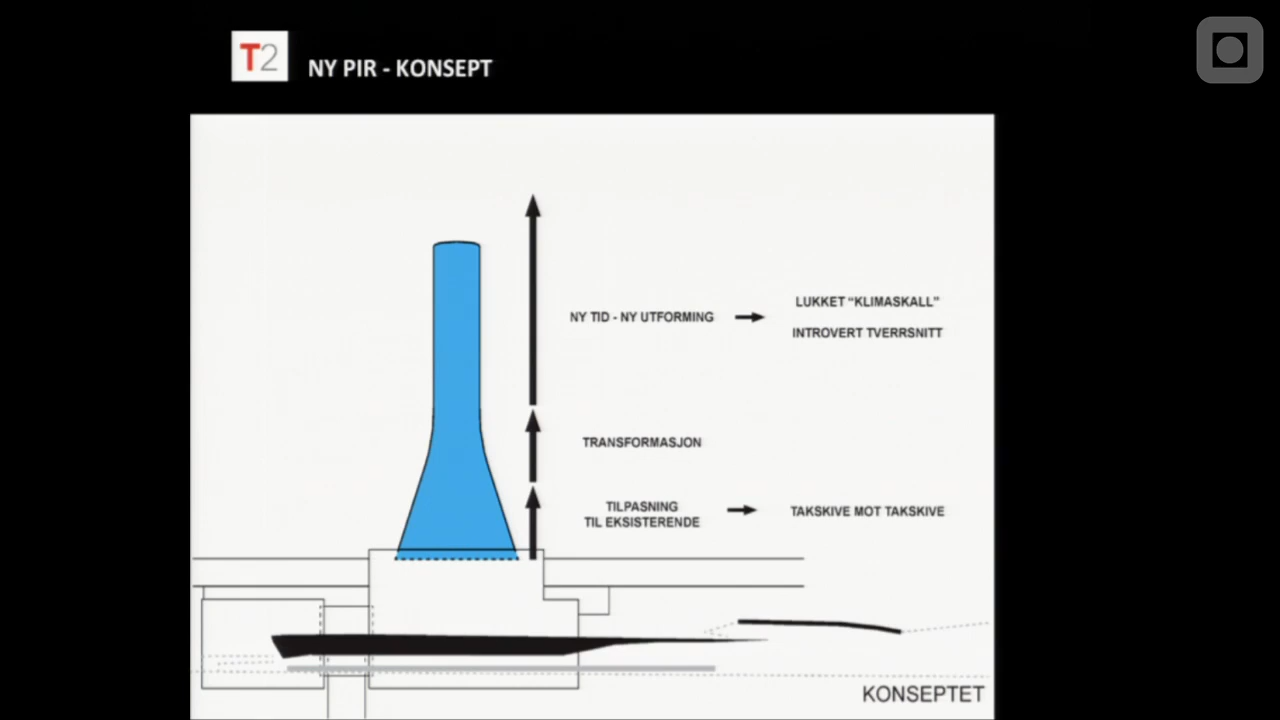 T2
NY PIR - KONSEPT
NY TID - NY UTFORMING
LUKKET “KLIMASKALL”
INTROVERT TVERRSNITT
TRANSFORMASJON
TILPASNING
TIL EKSISTERENDE
TAKSKIVE MOT TAKSKIVE
KONSEPTET